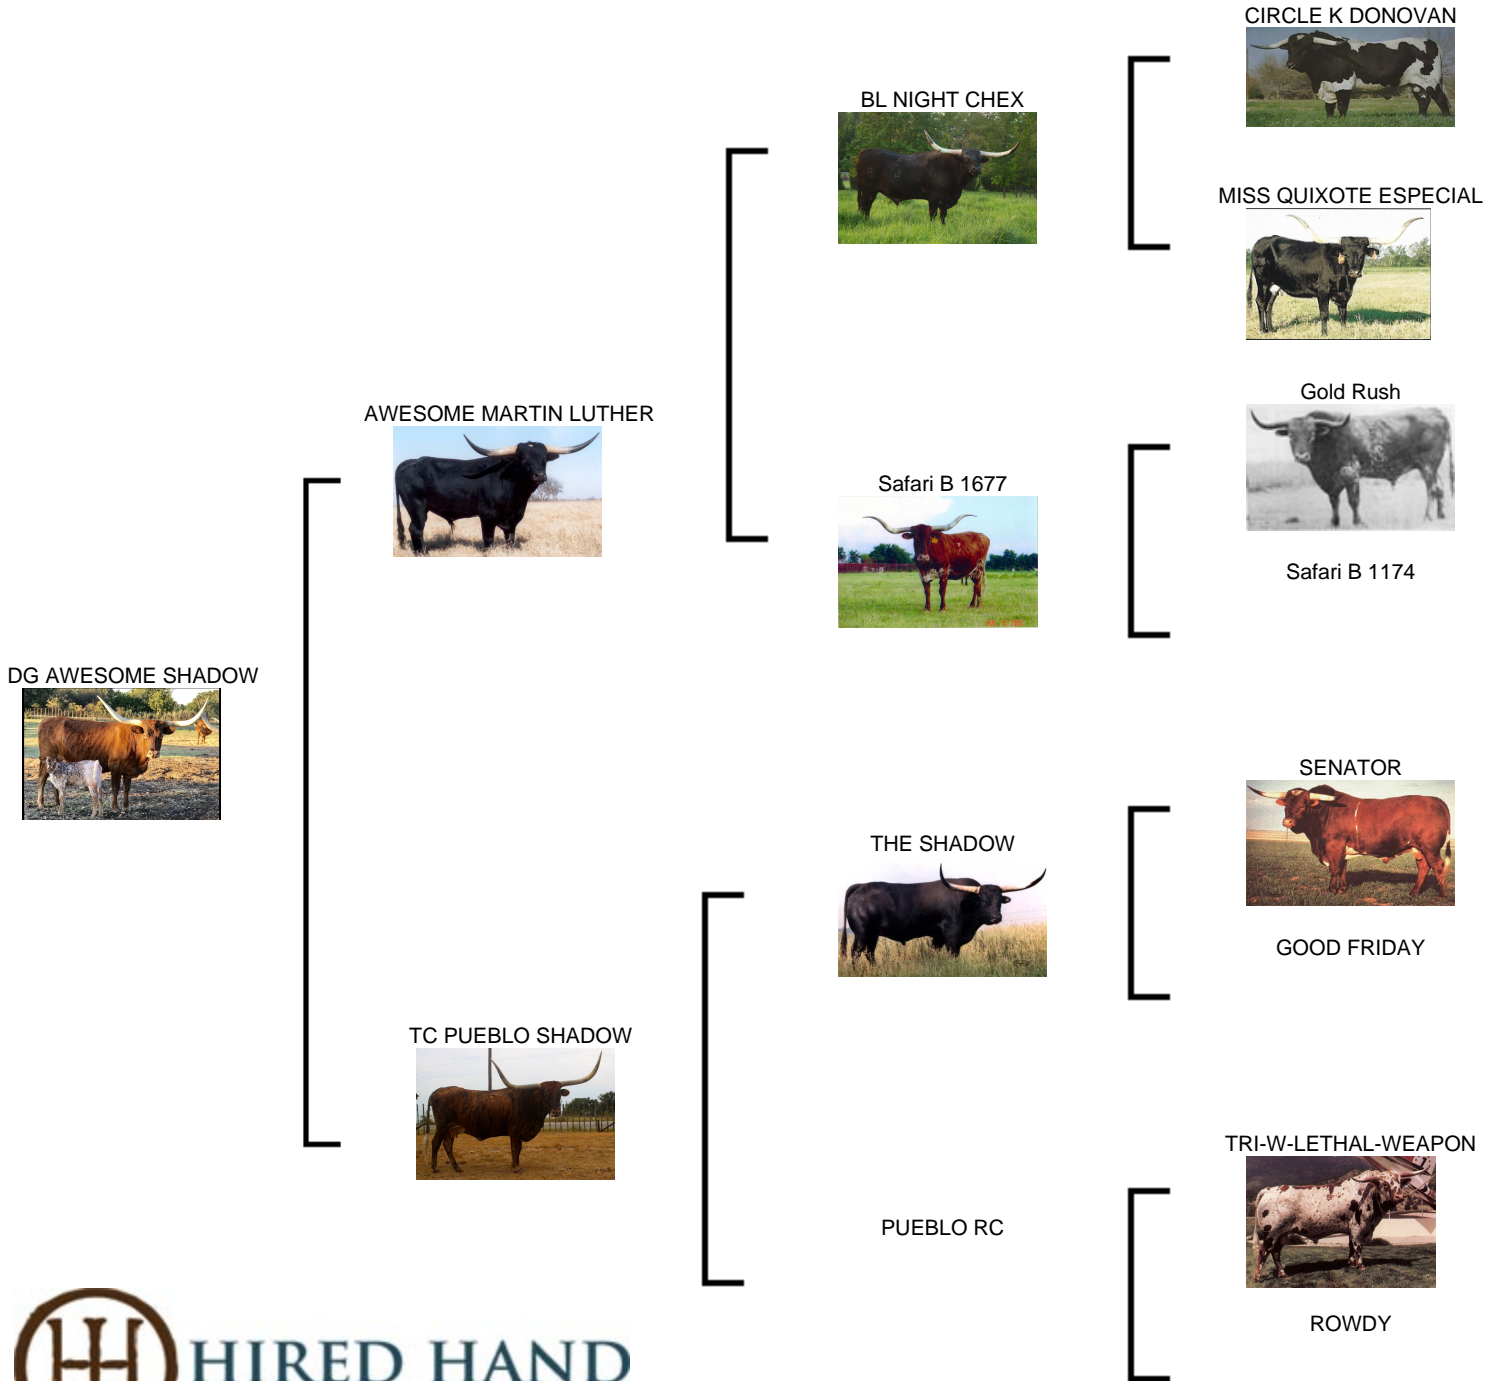 CIRCLE K DONOVAN
BL NIGHT CHEX
MISS QUIXOTE ESPECIAL
Gold Rush
AWESOME MARTIN LUTHER
Safari B 1677
Safari B 1174
DG AWESOME SHADOW
SENATOR
THE SHADOW
GOOD FRIDAY
TC PUEBLO SHADOW
TRI-W-LETHAL-WEAPON
PUEBLO RC
ROWDY
HIRED HAND